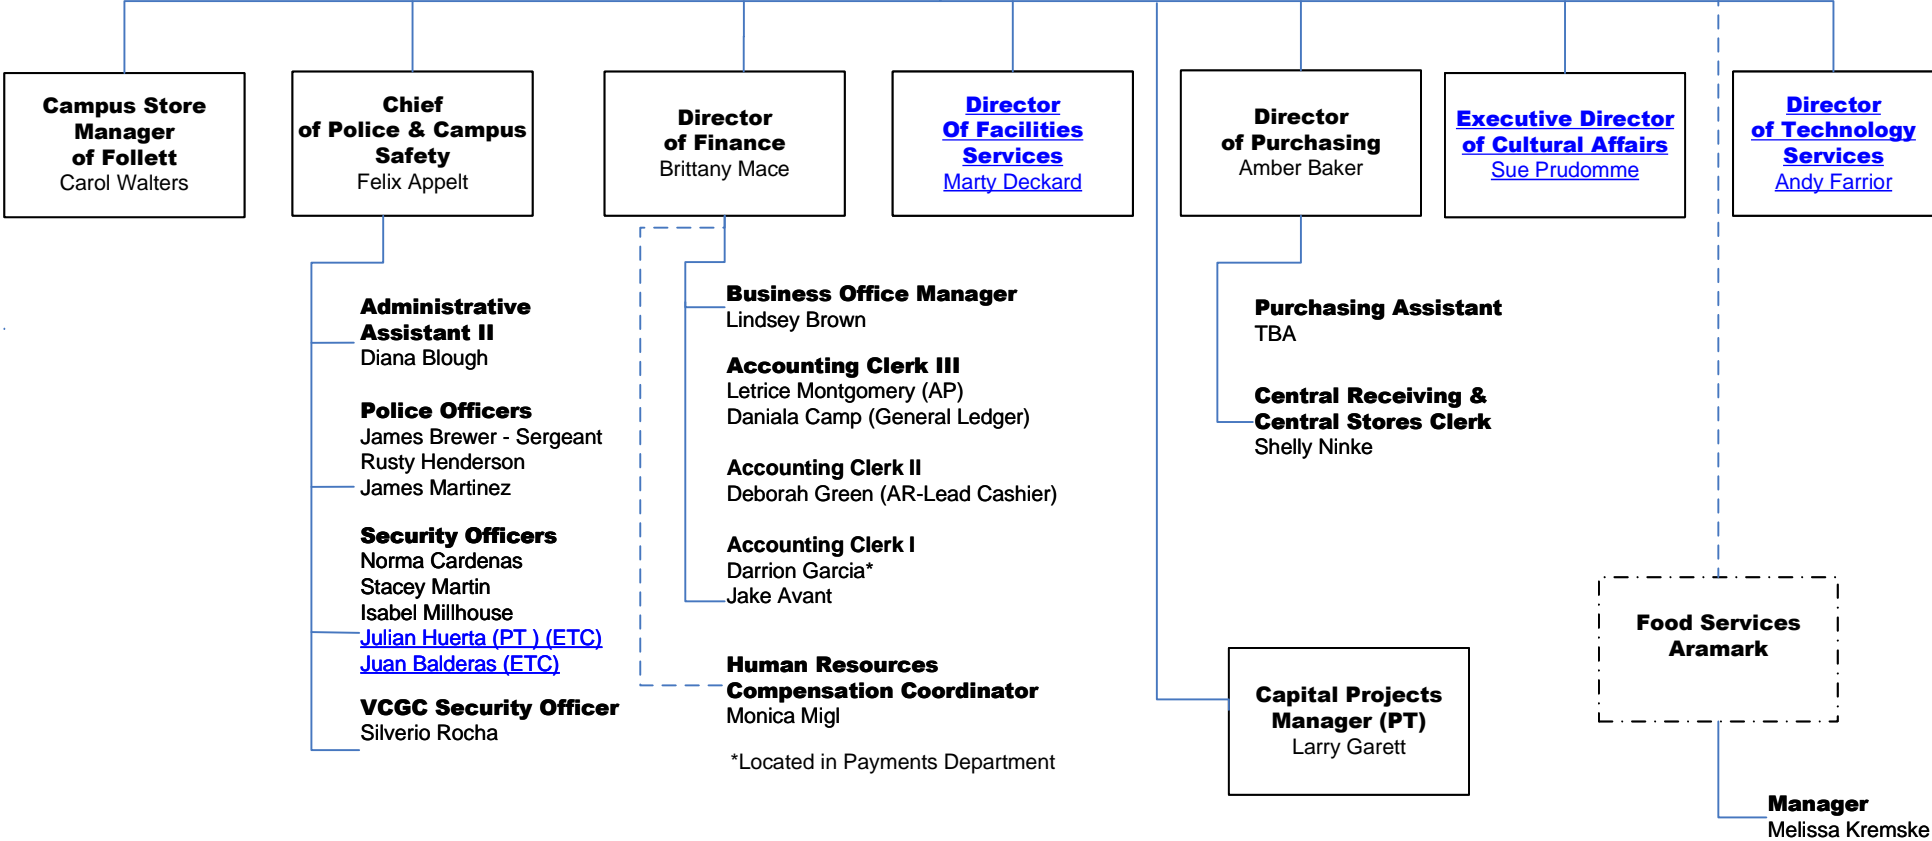 Campus Store
Manager
of Follett
Carol Walters
Chief
of Police & Campus
Safety
Felix Appelt
Director
of Finance
Brittany Mace
Director
Of Facilities
Services
Marty Deckard
Director
of Purchasing
Amber Baker
Executive Director
of Cultural Affairs
Sue Prudomme
Director
of Technology
Services
Andy Farrior
Administrative
Assistant II
Diana Blough
Police Officers
James Brewer - Sergeant
Rusty Henderson
James Martinez
Security Officers
Norma Cardenas
Stacey Martin
Isabel Millhouse
Julian Huerta (PT ) (ETC)
Juan Balderas (ETC)
VCGC Security Officer
Silverio Rocha
Business Office Manager
Lindsey Brown
Accounting Clerk III
Letrice Montgomery (AP)
Daniala Camp (General Ledger)
Accounting Clerk II
Deborah Green (AR-Lead Cashier)
Accounting Clerk I
Darrion Garcia*
Jake Avant
Human Resources
Compensation Coordinator
Monica Migl
*Located in Payments Department
Purchasing Assistant
TBA
Central Receiving &
Central Stores Clerk
Shelly Ninke
Capital Projects
Manager (PT)
Larry Garett
Food Services
Aramark
Manager
Melissa Kremske